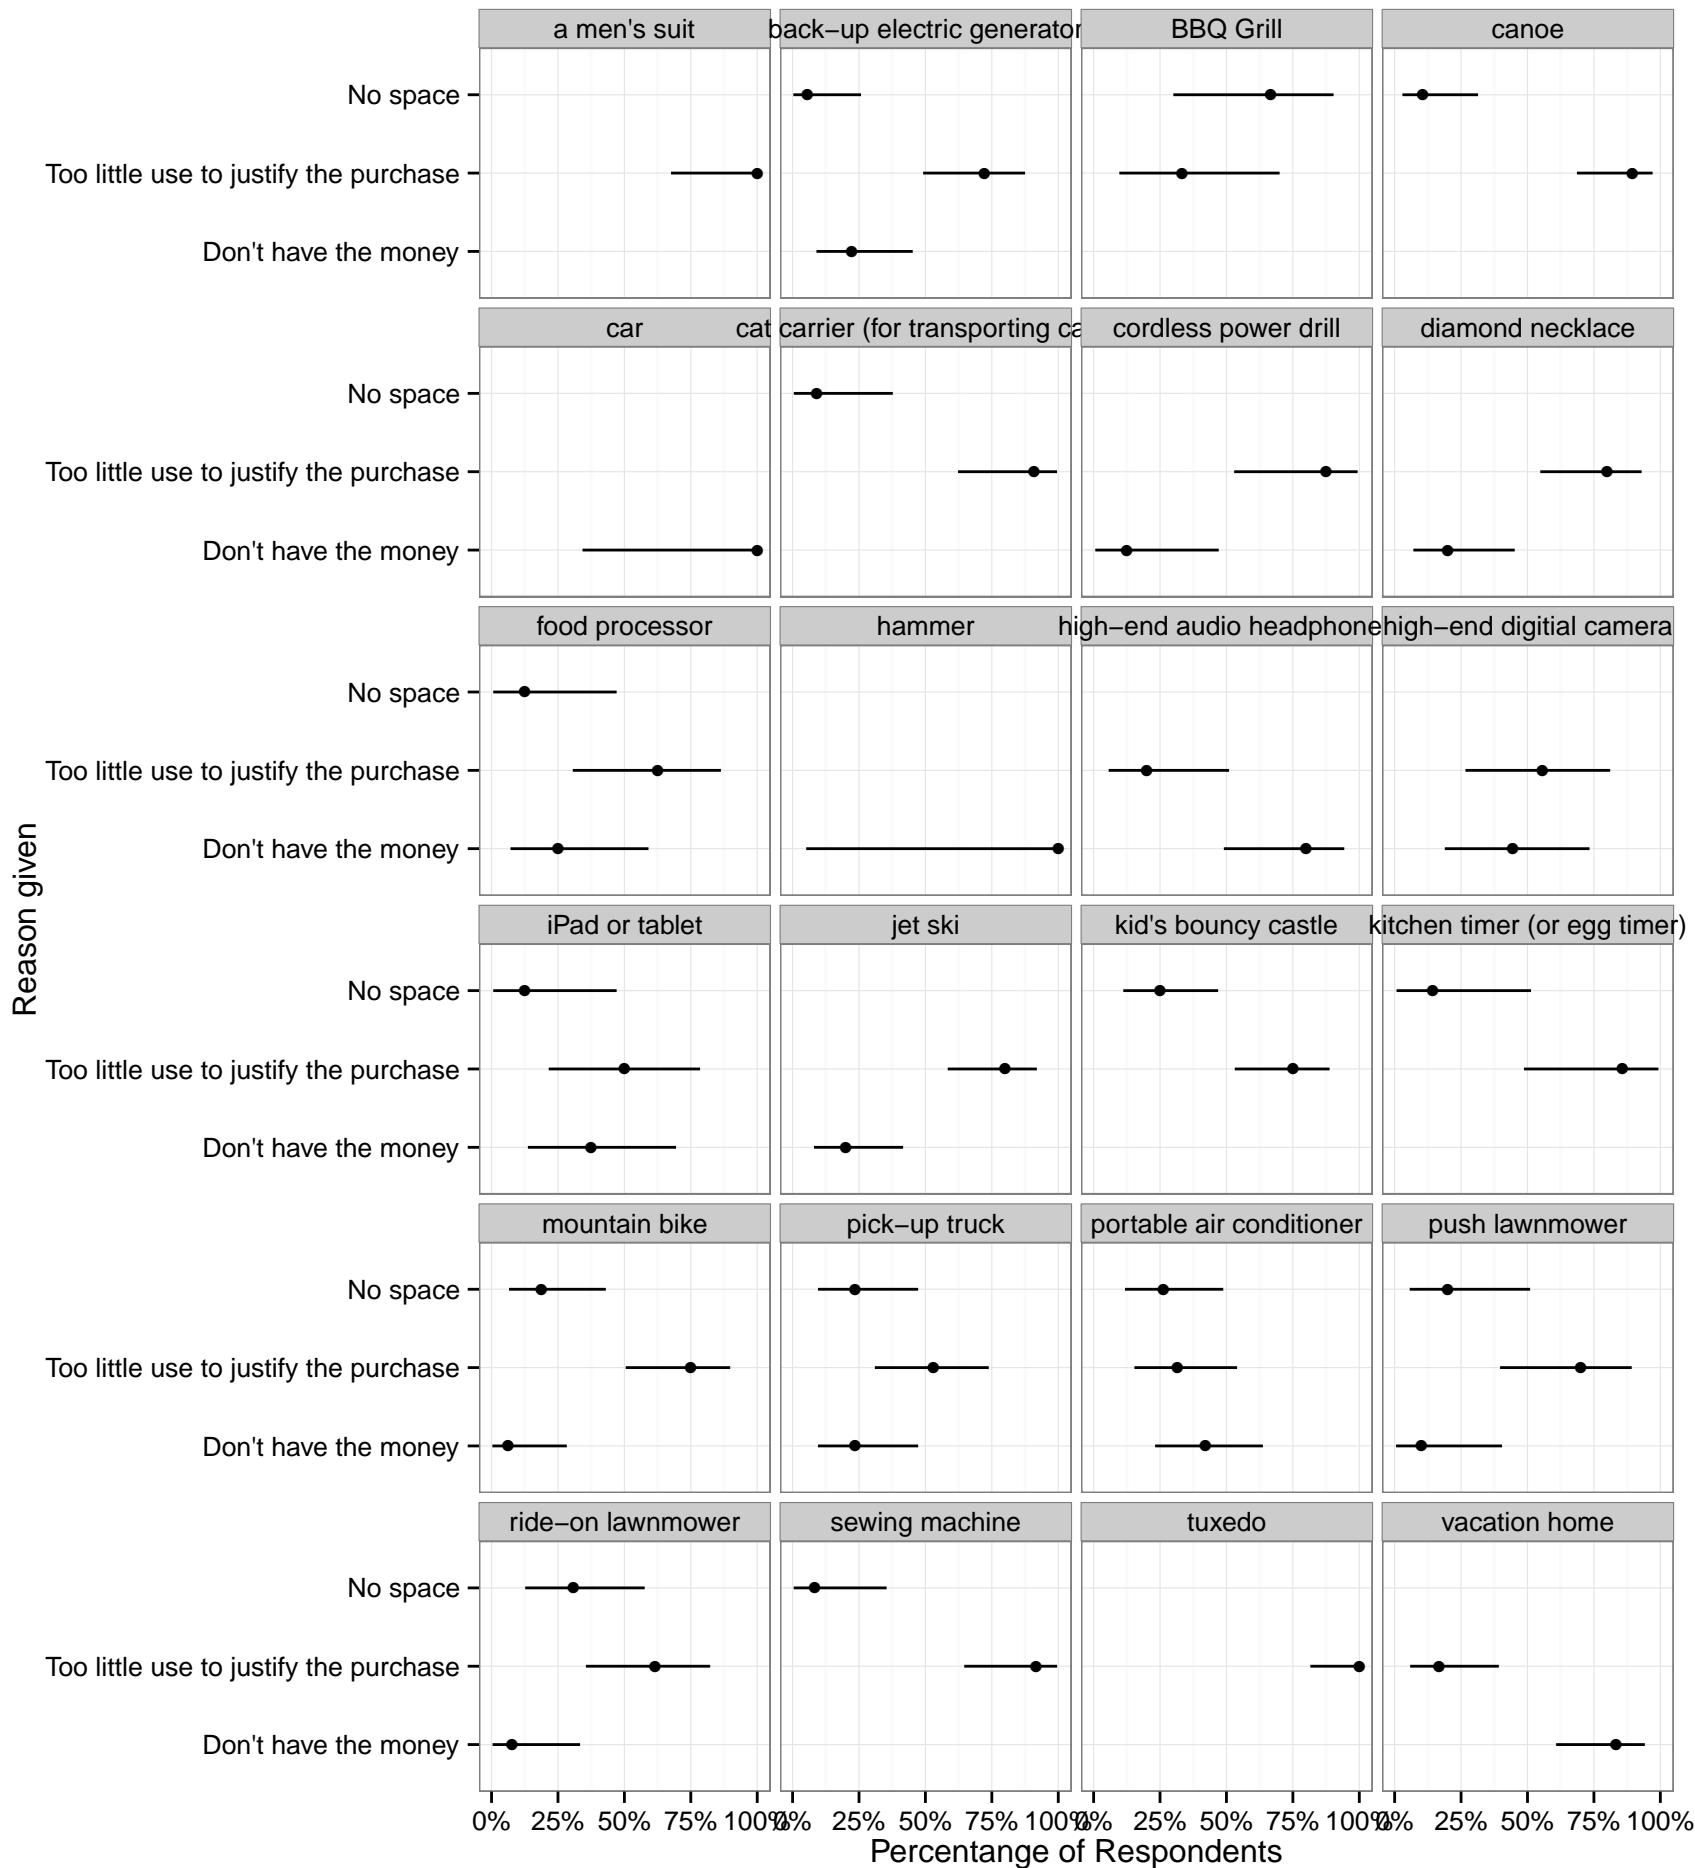 a men's suit
back−up electric generator
BBQ Grill
canoe
No space
Too little use to justify the purchase
Don't have the money
car
cat carrier (for transporting ca
cordless power drill
diamond necklace
No space
Too little use to justify the purchase
Don't have the money
food processor
hammer
high−end audio headphone
high−end digitial camera
No space
Too little use to justify the purchase
Don't have the money
Reason given
iPad or tablet
jet ski
kid's bouncy castle
kitchen timer (or egg timer)
No space
Too little use to justify the purchase
Don't have the money
mountain bike
pick−up truck
portable air conditioner
push lawnmower
No space
Too little use to justify the purchase
Don't have the money
ride−on lawnmower
sewing machine
tuxedo
vacation home
No space
Too little use to justify the purchase
Don't have the money
0% 25% 50% 75% 100%
0% 25% 50% 75% 100%
0% 25% 50% 75% 100%
0% 25% 50% 75% 100%
Percentange of Respondents